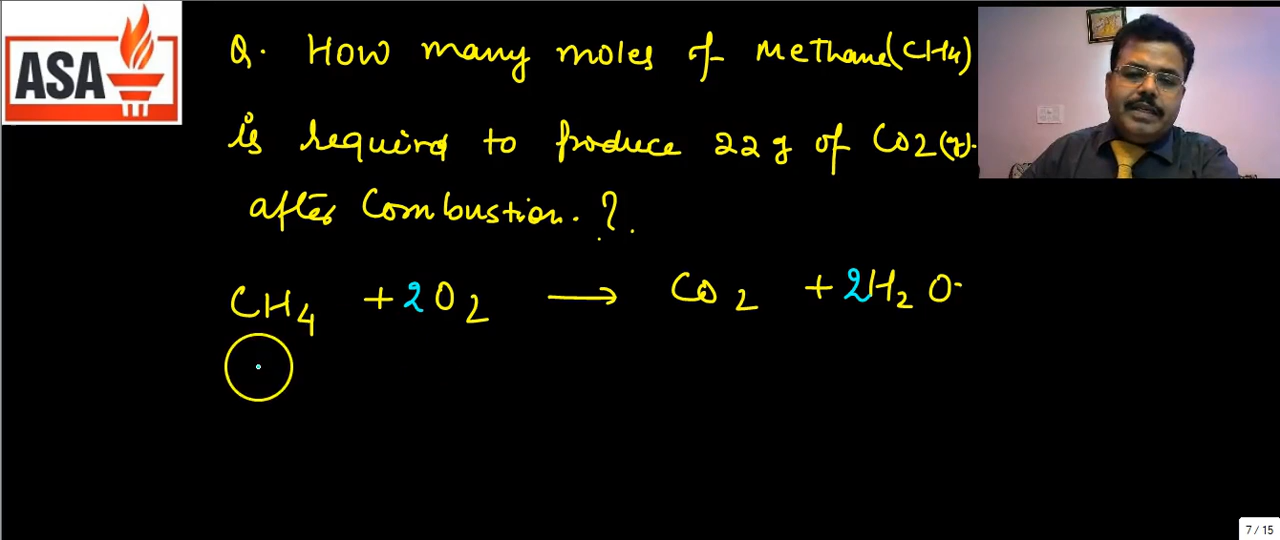 ASA
Q. How many moles of Methane(CH4)
is required to produce 22 g of CO2(g).
after Combustion. ?
CH4 + 2O2 → CO2 + 2H2O
7 / 15